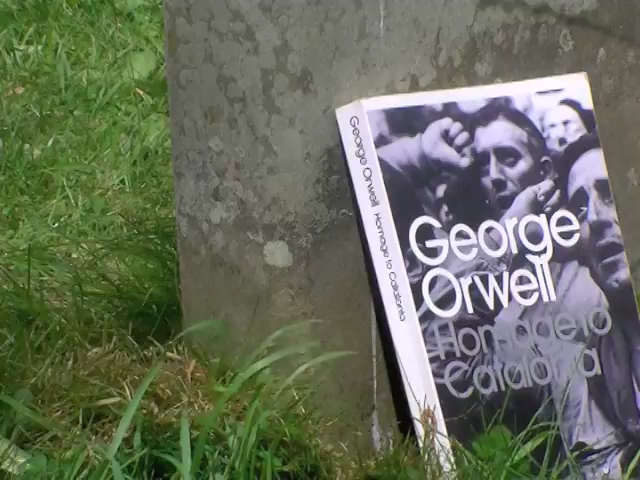 George Orwell Homage to Catalonia
George
Orwell
Homage to
Catalonia